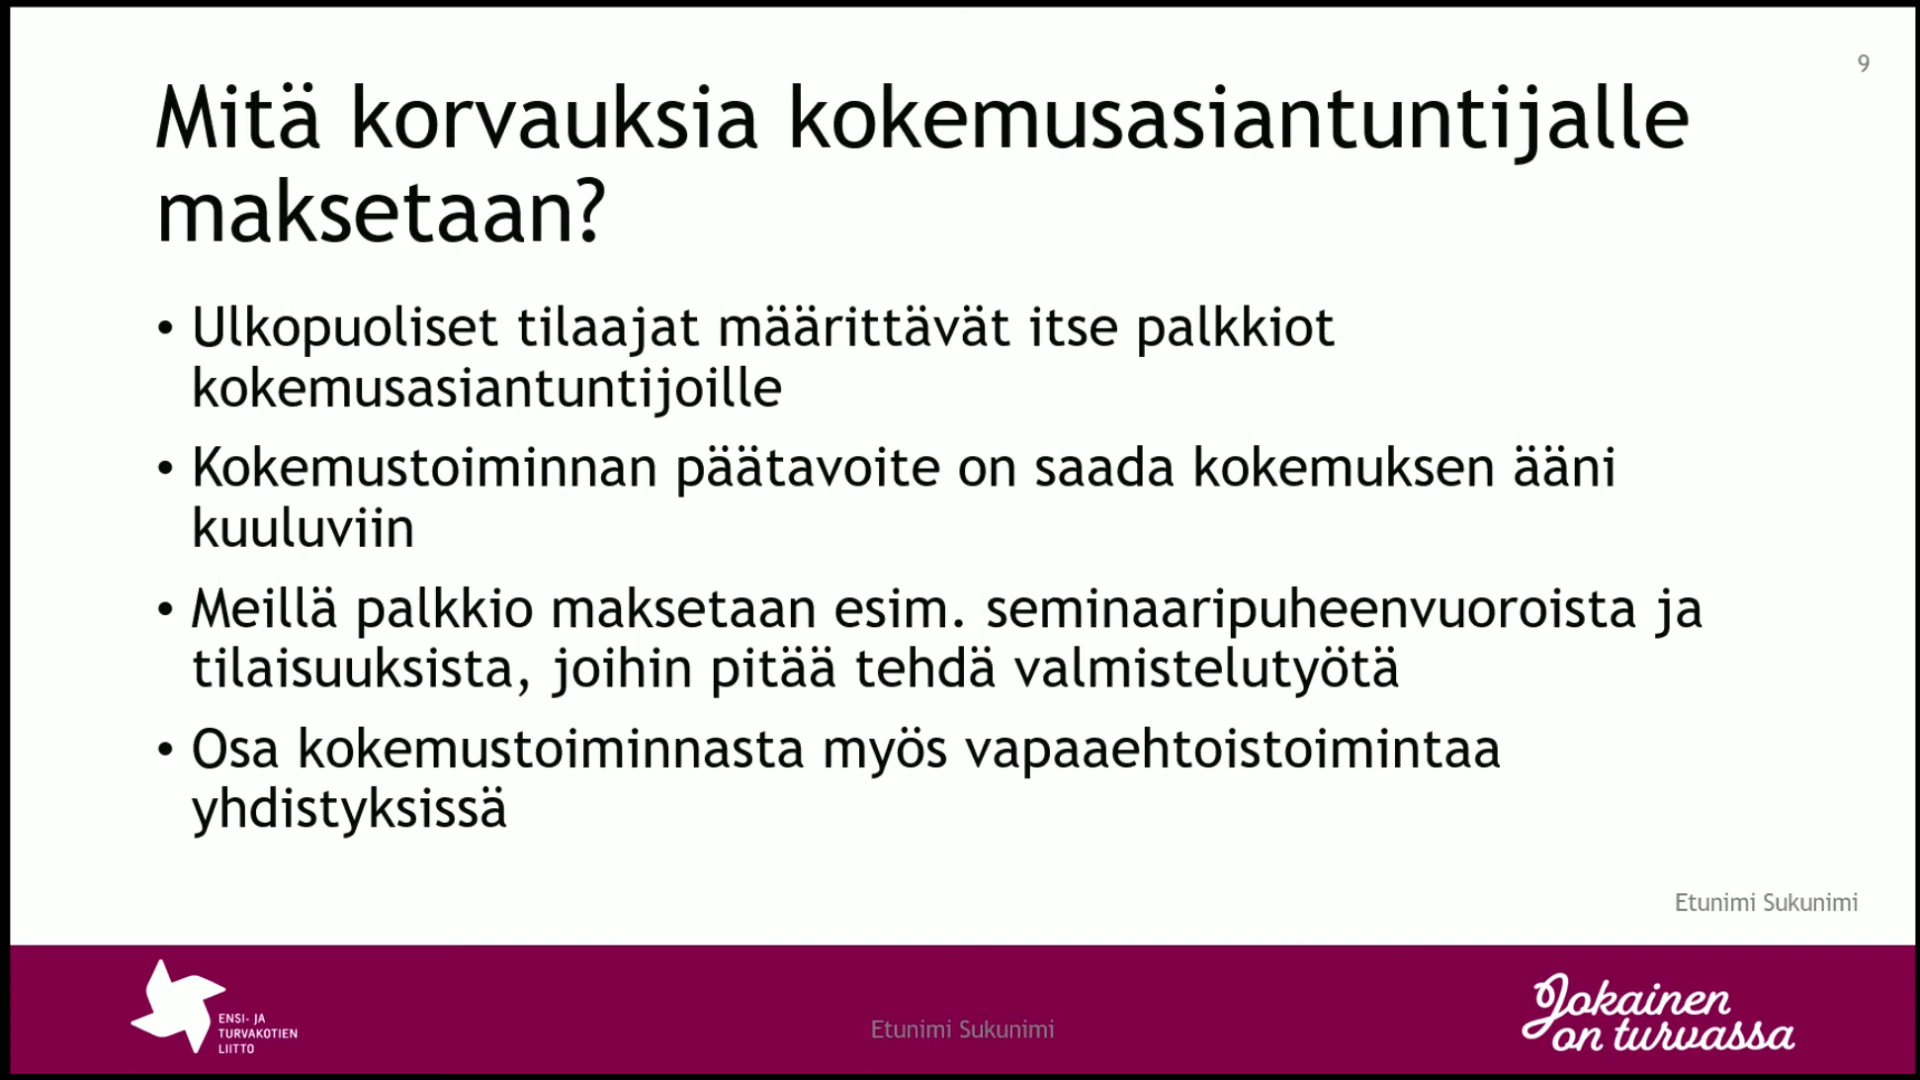 9
Mitä korvauksia kokemusasiantuntijalle
maksetaan?
• Ulkopuoliset tilaajat määrittävät itse palkkiot
kokemusasiantuntijoille
• Kokemustoiminnan päätavoite on saada kokemuksen ääni
kuuluviin
• Meillä palkkio maksetaan esim. seminaaripuheenvuoroista ja
tilaisuuksista, joihin pitää tehdä valmistelutyötä
• Osa kokemustoiminnasta myös vapaaehtoistoimintaa
yhdistyksissä
Etunimi Sukunimi
ENSI- JA
TURVAKOTIEN
LIITTO
Etunimi Sukunimi
Jokainen
on turvassa